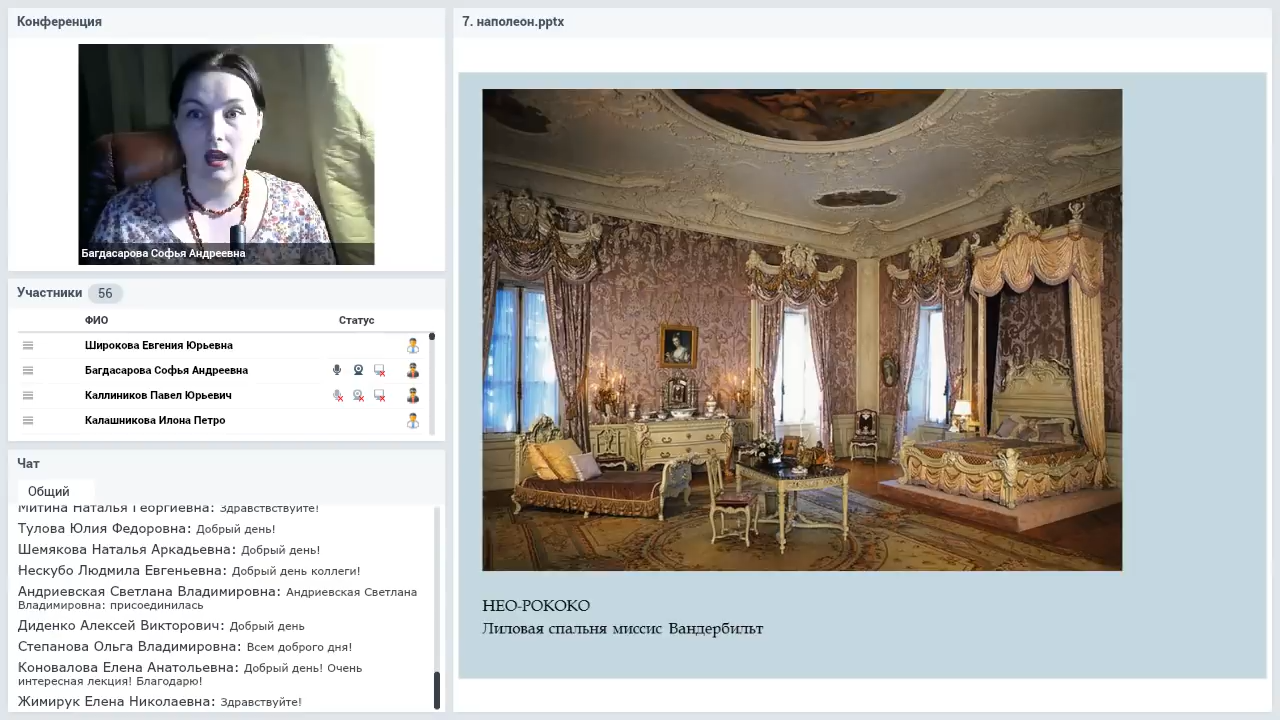 Конференция
Багдасарова Софья Андреевна
Участники 56
ФИО Статус
Широкова Евгения Юрьевна
Багдасарова Софья Андреевна
Каллиников Павел Юрьевич
Калашникова Илона Петро
Чат
Общий
Митина Наталья Георгиевна: Здравствствуйте!
Тулова Юлия Федоровна: Добрый день!
Шемякова Наталья Аркадьевна: Добрый день!
Нескубо Людмила Евгеньевна: Добрый день коллеги!
Андриевская Светлана Владимировна: Андриевская Светлана
Владимировна: присоединилась
Диденко Алексей Викторович: Добрый день
Степанова Ольга Владимировна: Всем доброго дня!
Коновалова Елена Анатольевна: Добрый день! Очень
интересная лекция! Благодарю!
Жимирук Елена Николаевна: Здравствуйте!
7. наполеон.pptx
НЕО-РОКОКО
Лиловая спальня миссис Вандербильт